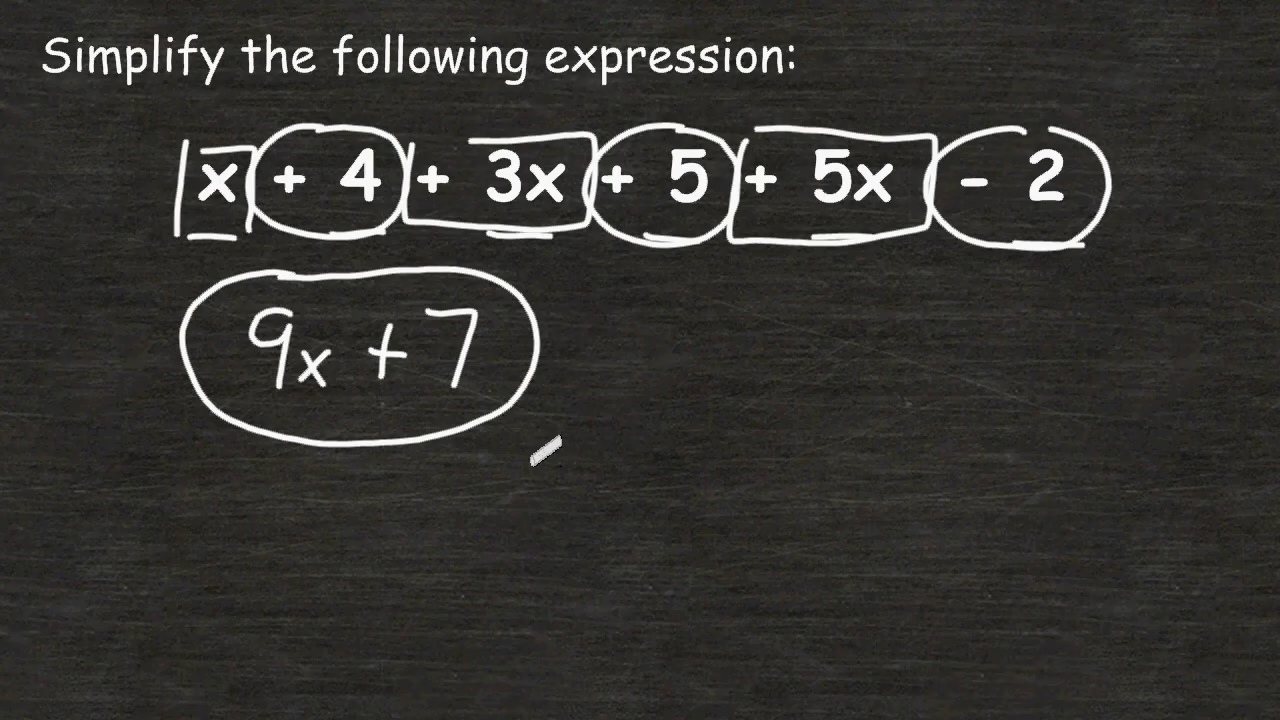 Simplify the following expression:
x + 4 + 3x + 5 + 5x - 2
9x + 7